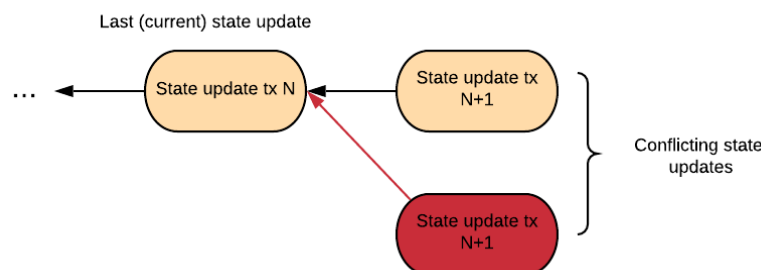 Last (current) state update
...
State update tx N
State update tx
N+1
Conflicting state
updates
State update tx
N+1